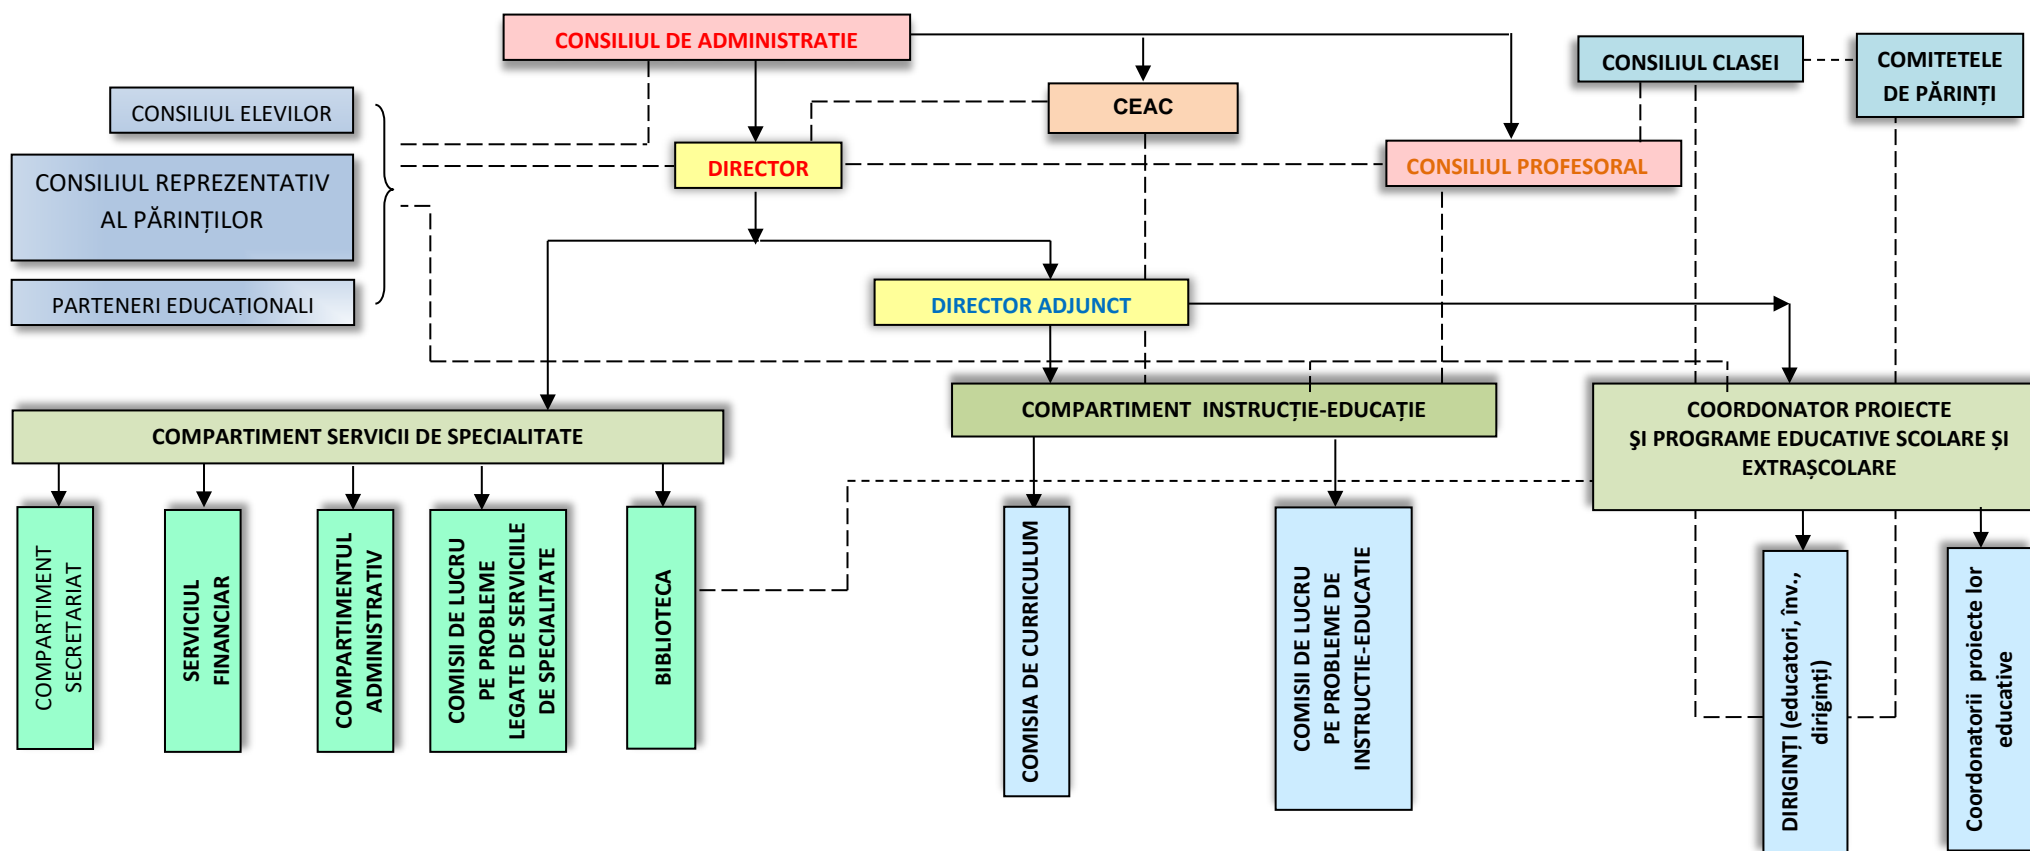 CONSILIUL DE ADMINISTRATIE
CONSILIUL CLASEI
COMITETELE
DE PĂRINȚI
CONSILIUL ELEVILOR
CEAC
CONSILIUL REPREZENTATIV
AL PĂRINȚILOR
DIRECTOR
CONSILIUL PROFESORAL
PARTENERI EDUCAȚIONALI
DIRECTOR ADJUNCT
COMPARTIMENT SERVICII DE SPECIALITATE
COMPARTIMENT INSTRUCȚIE-EDUCAȚIE
COORDONATOR PROIECTE
ŞI PROGRAME EDUCATIVE SCOLARE ȘI
EXTRAȘCOLARE
COMPARTIMENT
SECRETARIAT
SERVICIUL
FINANCIAR
COMPARTIMENTUL
ADMINISTRATIV
COMISII DE LUCRU
PE PROBLEME
LEGATE DE SERVICIILE
DE SPECIALITATE
BIBLIOTECA
COMISIA DE CURICULUM
COMISII DE LUCRU
PE PROBLEME DE
INSTRUCTIE-EDUCATIE
DIRIGINȚI (educatori, înv.,
diriginți)
Coordonatorii proiecte lor
educative